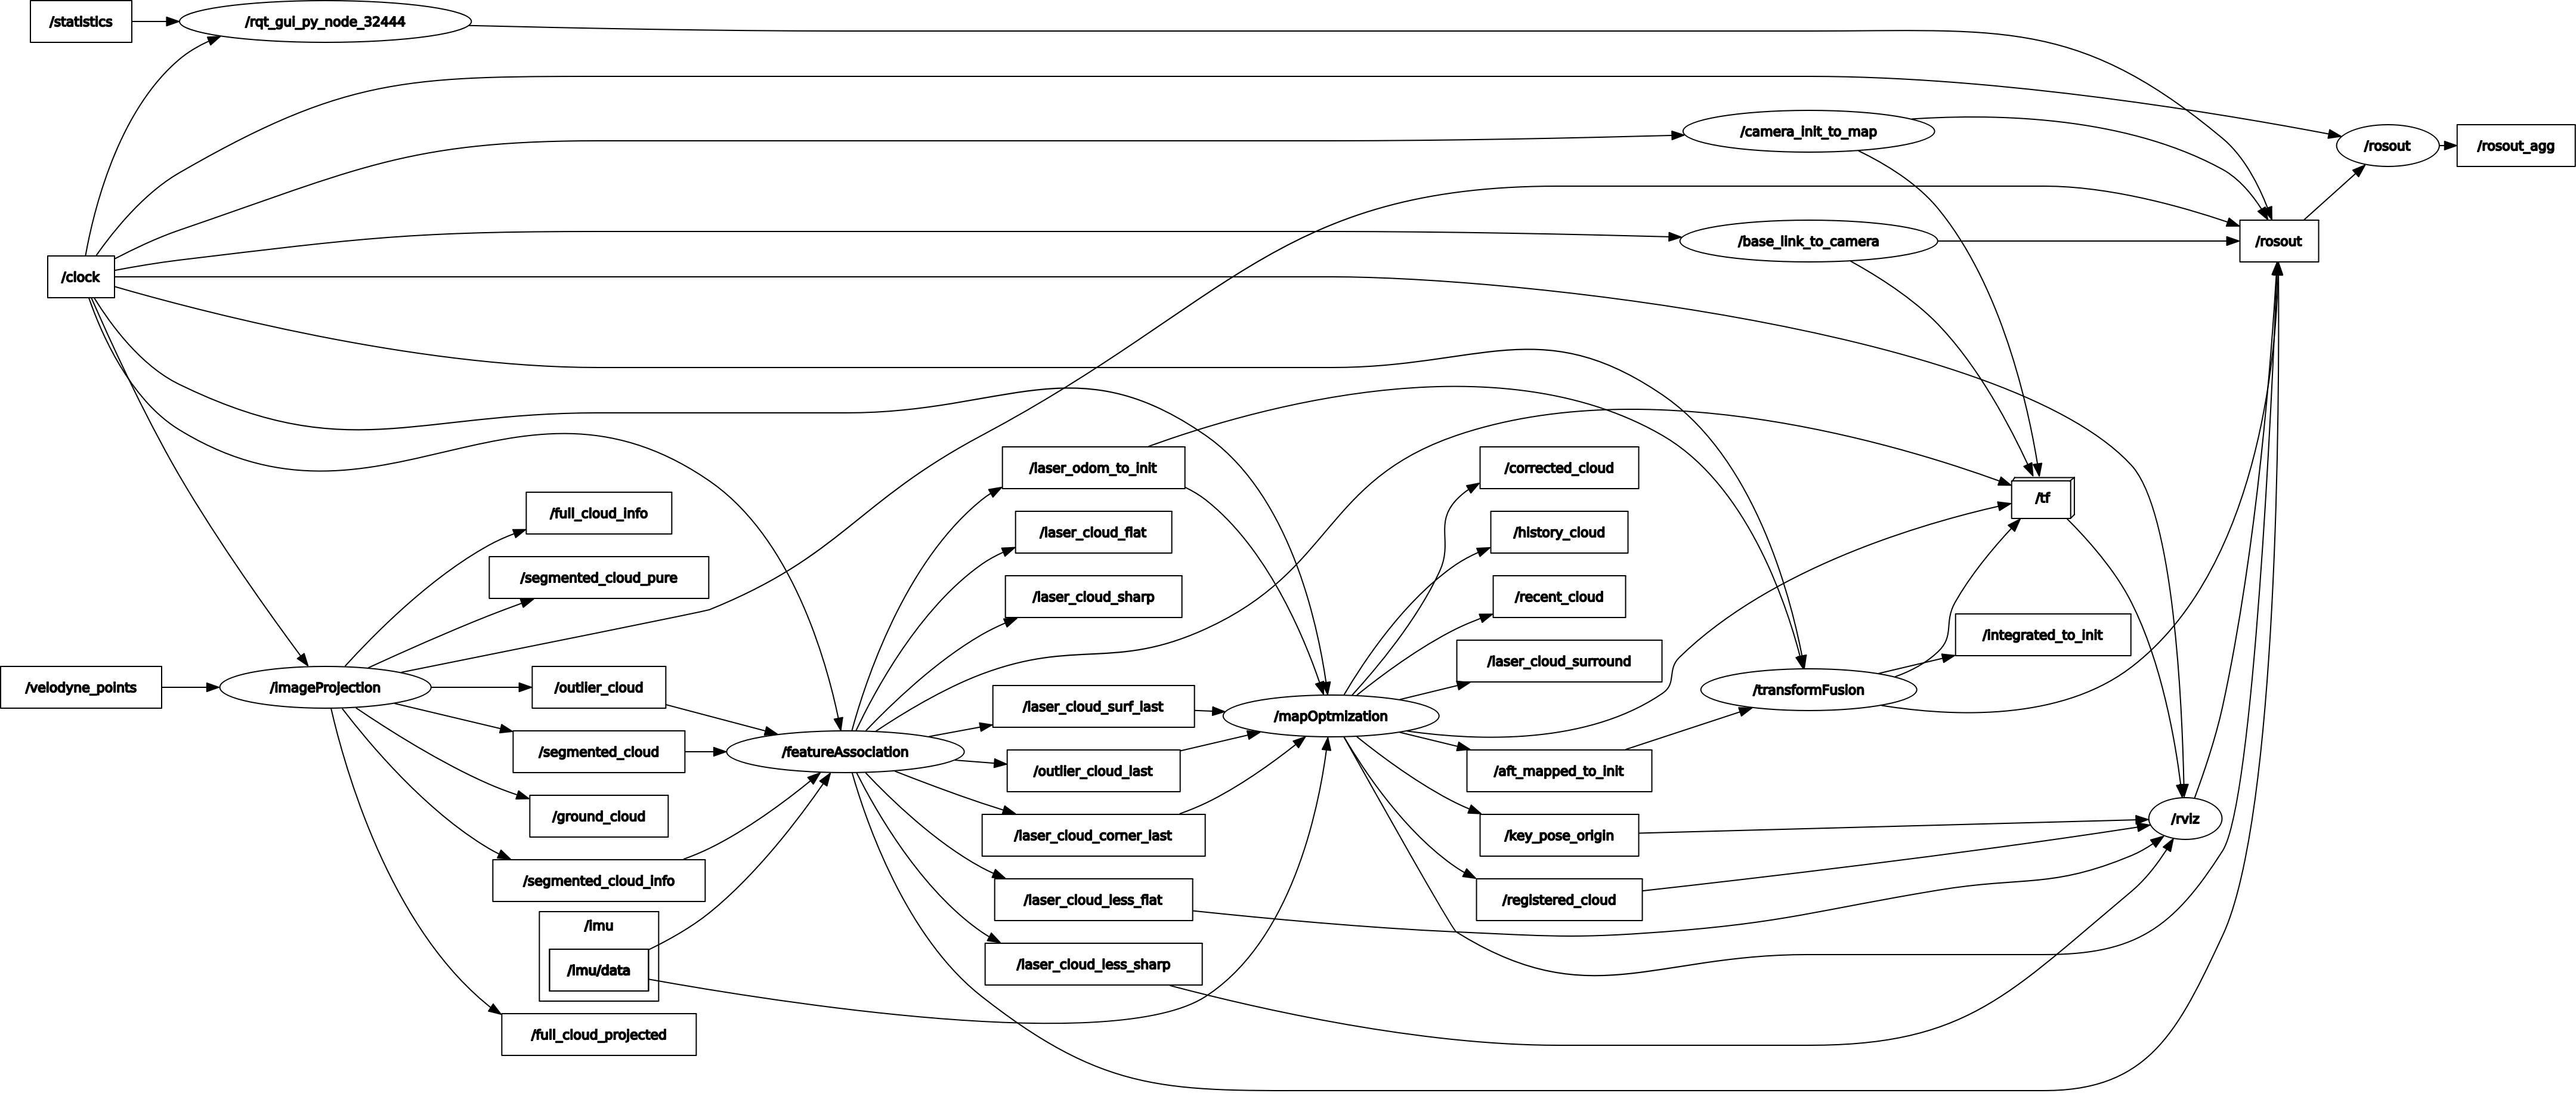 /statistics
/rqt_gui_py_node_32444
/camera_init_to_map
/rosout
/rosout_agg
/base_link_to_camera
/rosout
/clock
/laser_odom_to_init
/corrected_cloud
/tf
/full_cloud_info
/laser_cloud_flat
/history_cloud
/segmented_cloud_pure
/laser_cloud_sharp
/recent_cloud
/integrated_to_init
/laser_cloud_surround
/velodyne_points
/imageProjection
/outlier_cloud
/transformFusion
/laser_cloud_surf_last
/mapOptmization
/segmented_cloud
/featureAssociation
/outlier_cloud_last
/aft_mapped_to_init
/ground_cloud
/rviz
/laser_cloud_corner_last
/key_pose_origin
/segmented_cloud_info
/laser_cloud_less_flat
/registered_cloud
/imu
/imu/data
/laser_cloud_less_sharp
/full_cloud_projected